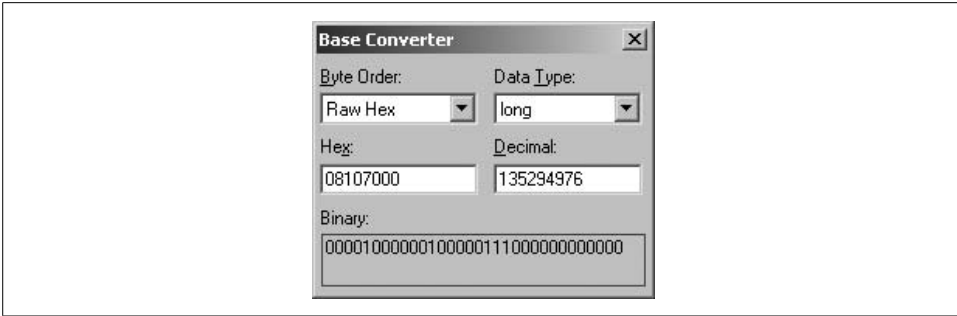 Base Converter
Byte Order: Data Type:
Raw Hex long
Hex: Decimal:
08107000 135294976
Binary:
00001000000100000111000000000000